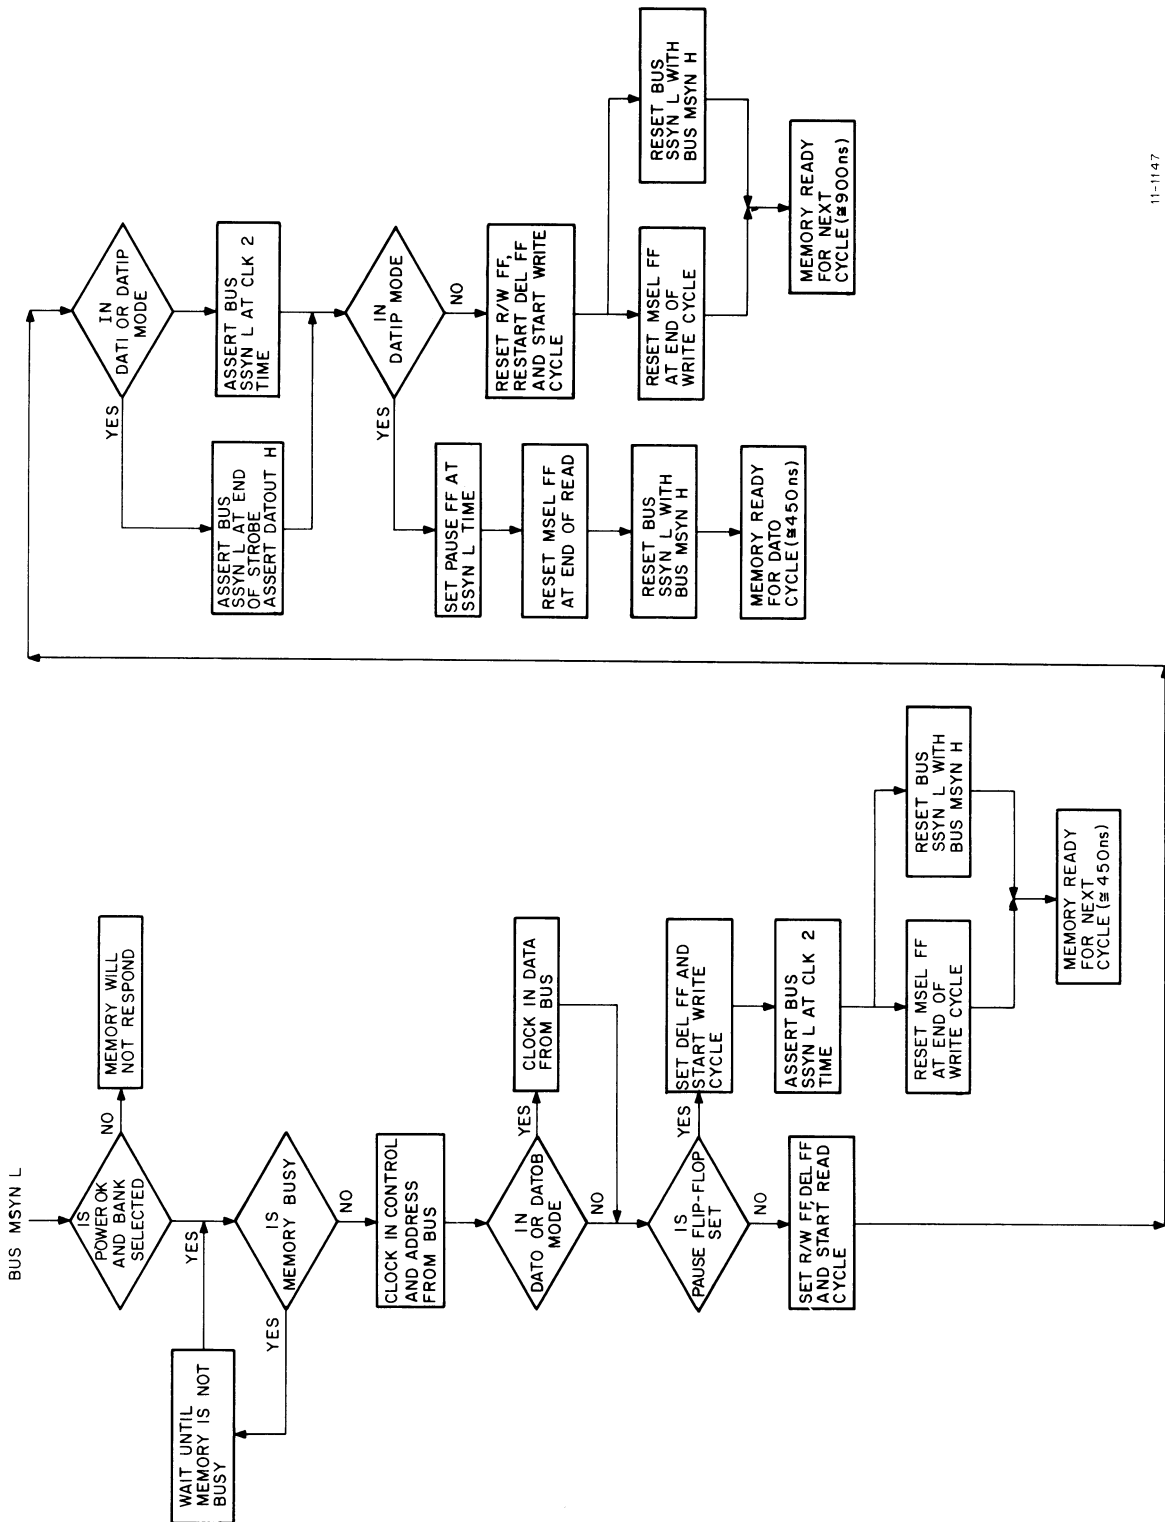 BUS MSYN L
IS
POWER OK
AND BANK
SELECTED
NO
MEMORY WILL
NOT RESPOND
YES
WAIT UNTIL
MEMORY IS NOT
BUSY
IS
MEMORY BUSY
YES
NO
CLOCK IN CONTROL
AND ADDRESS
FROM BUS
IN
DATO OR DATOB
MODE
YES
CLOCK IN DATA
FROM BUS
NO
IS
PAUSE FLIP-FLOP
SET
YES
SET DEL FF AND
START WRITE
CYCLE
ASSERT BUS
SSYN L AT CLK 2
TIME
RESET MSEL FF
AT END OF
WRITE CYCLE
RESET BUS
SSYN L WITH
BUS MSYN H
MEMORY READY
FOR NEXT
CYCLE (≅ 450ns)
NO
SET R/W FF, DEL FF
AND START READ
CYCLE
IN
DATI OR DATIP
MODE
YES
ASSERT BUS
SSYN L AT END
OF STROBE
ASSERT DATOUT H
ASSERT BUS
SSYN L AT CLK 2
TIME
IN
DATIP MODE
YES
SET PAUSE FF AT
SSYN L TIME
RESET MSEL FF
AT END OF READ
RESET BUS
SSYN L WITH
BUS MSYN H
MEMORY READY
FOR DATO
CYCLE (≅450ns)
NO
RESET R/W FF,
RESTART DEL FF
AND START WRITE
CYCLE
RESET MSEL FF
AT END OF
WRITE CYCLE
RESET BUS
SSYN L WITH
BUS MSYN H
MEMORY READY
FOR NEXT
CYCLE (≅900ns)
11-1147